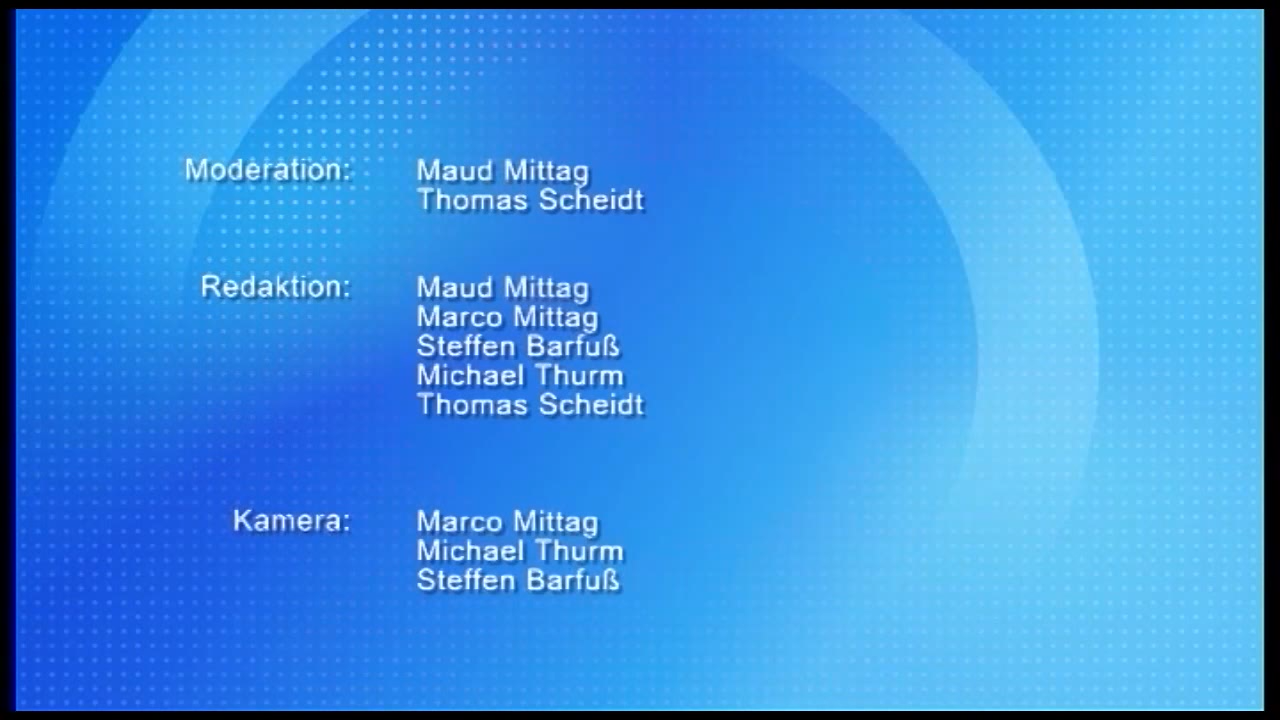 Moderation: Maud Mittag
Thomas Scheidt
Redaktion: Maud Mittag
Marco Mittag
Steffen Barfuß
Michael Thurm
Thomas Scheidt
Kamera: Marco Mittag
Michael Thurm
Steffen Barfuß